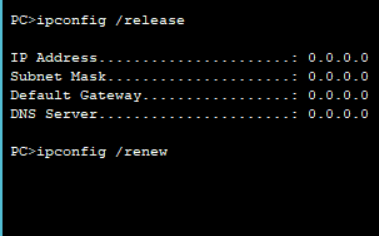 PC>ipconfig /release
IP Address......................: 0.0.0.0
Subnet Mask.....................: 0.0.0.0
Default Gateway.................: 0.0.0.0
DNS Server......................: 0.0.0.0
PC>ipconfig /renew